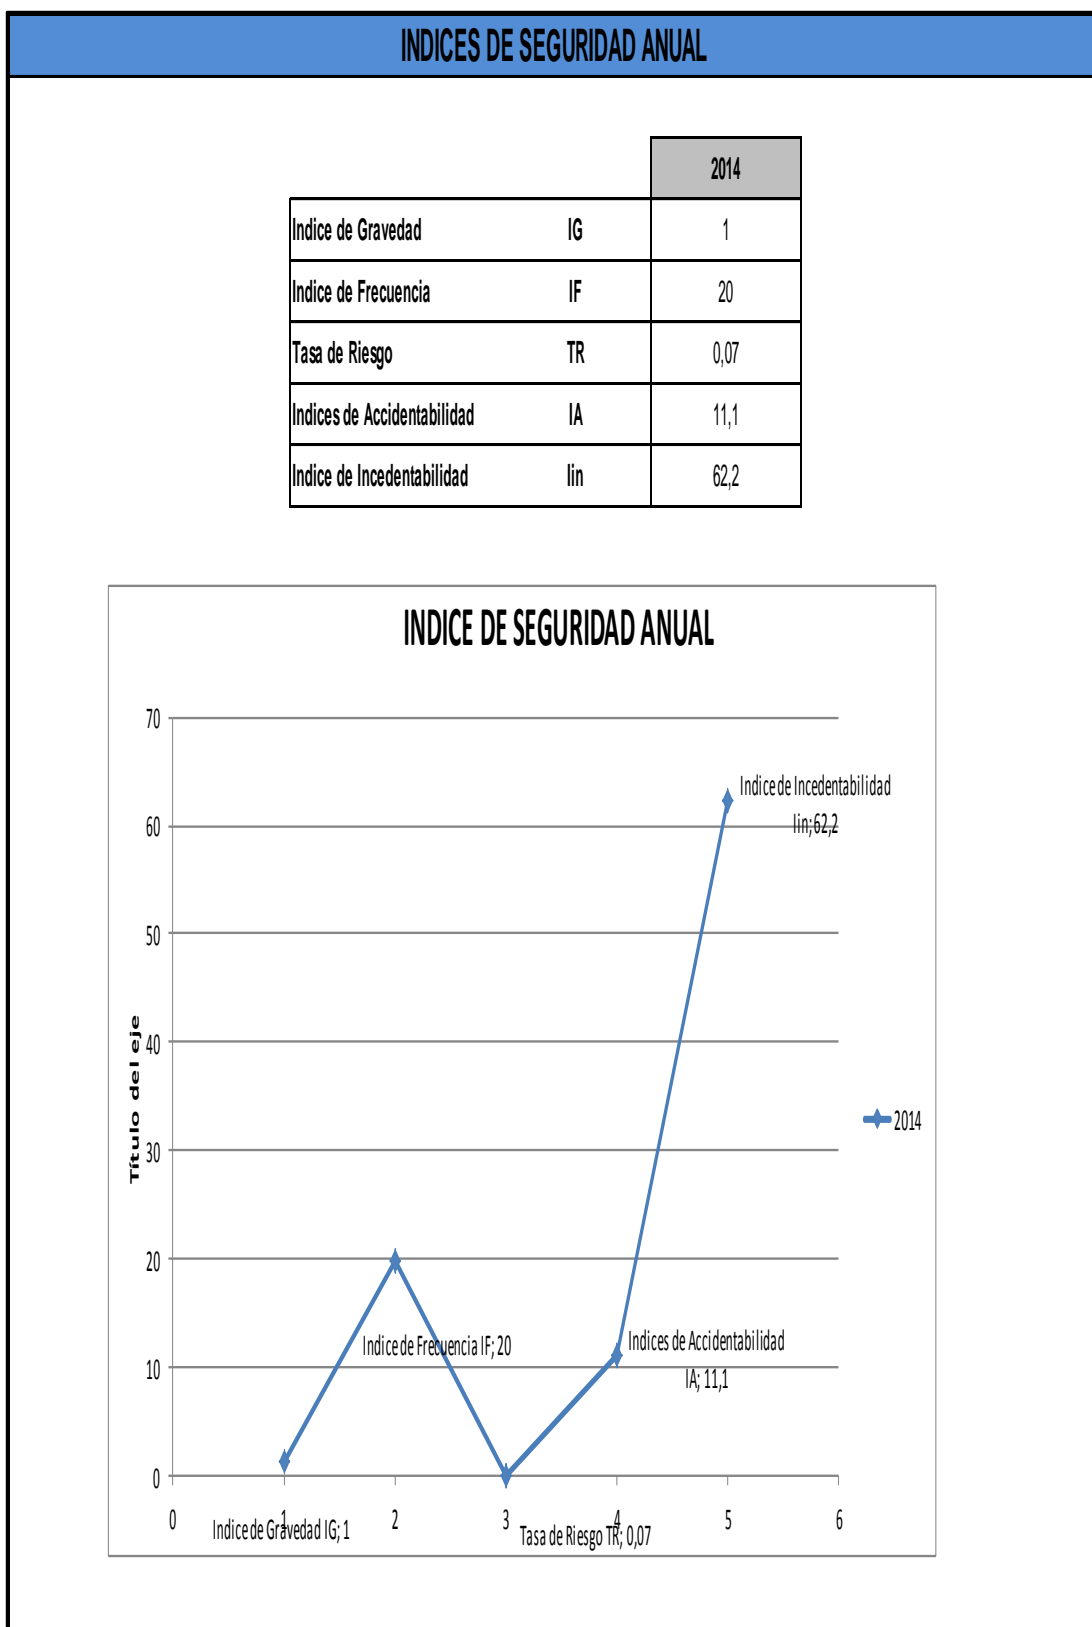 INDICES DE SEGURIDAD ANUAL
2014
Indice de Gravedad IG 1
Indice de Frecuencia IF 20
Tasa de Riesgo TR 0,07
Indices de Accidentabilidad IA 11,1
Indice de Incedentabilidad Iin 62,2
INDICE DE SEGURIDAD ANUAL
70
Indice de Incedentabilidad
Iin; 62,2
60
50
Título del eje
40
2014
30
20
Indice de Frecuencia IF; 20
Indices de Accidentabilidad
IA; 11,1
10
0
0 1 2 3 4 5 6
Indice de Gravedad IG; 1
Tasa de Riesgo TR; 0,07